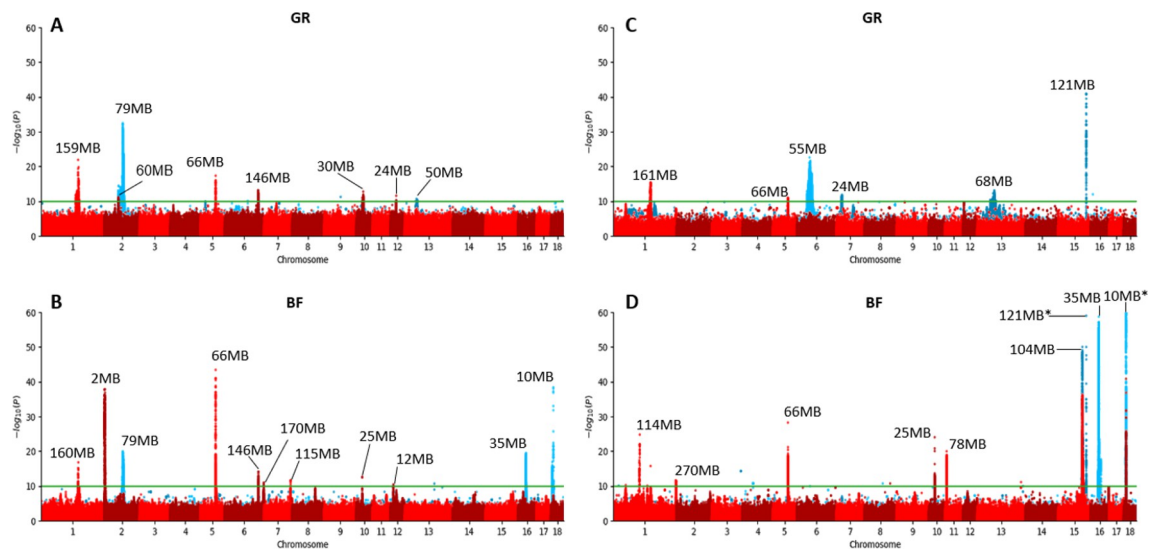 A
GR
60
50
40
30
20
10
0
-log10(P)
159MB
79MB
60MB
66MB
146MB
30MB
24MB
50MB
1 2 3 4 5 6 7 8 9 10 11 12 13 14 15 16 17 18
Chromosome
C
GR
60
50
40
30
20
10
0
-log10(P)
161MB
66MB
55MB
24MB
68MB
121MB
1 2 3 4 5 6 7 8 9 10 11 12 13 14 15 16 17 18
Chromosome
B
BF
60
50
40
30
20
10
0
-log10(P)
160MB
2MB
79MB
66MB
146MB
170MB
115MB
25MB
12MB
35MB
10MB
1 2 3 4 5 6 7 8 9 10 11 12 13 14 15 16 17 18
Chromosome
D
BF
60
50
40
30
20
10
0
-log10(P)
114MB
270MB
66MB
25MB
78MB
104MB
121MB*
35MB
10MB*
1 2 3 4 5 6 7 8 9 10 11 12 13 14 15 16 17 18
Chromosome